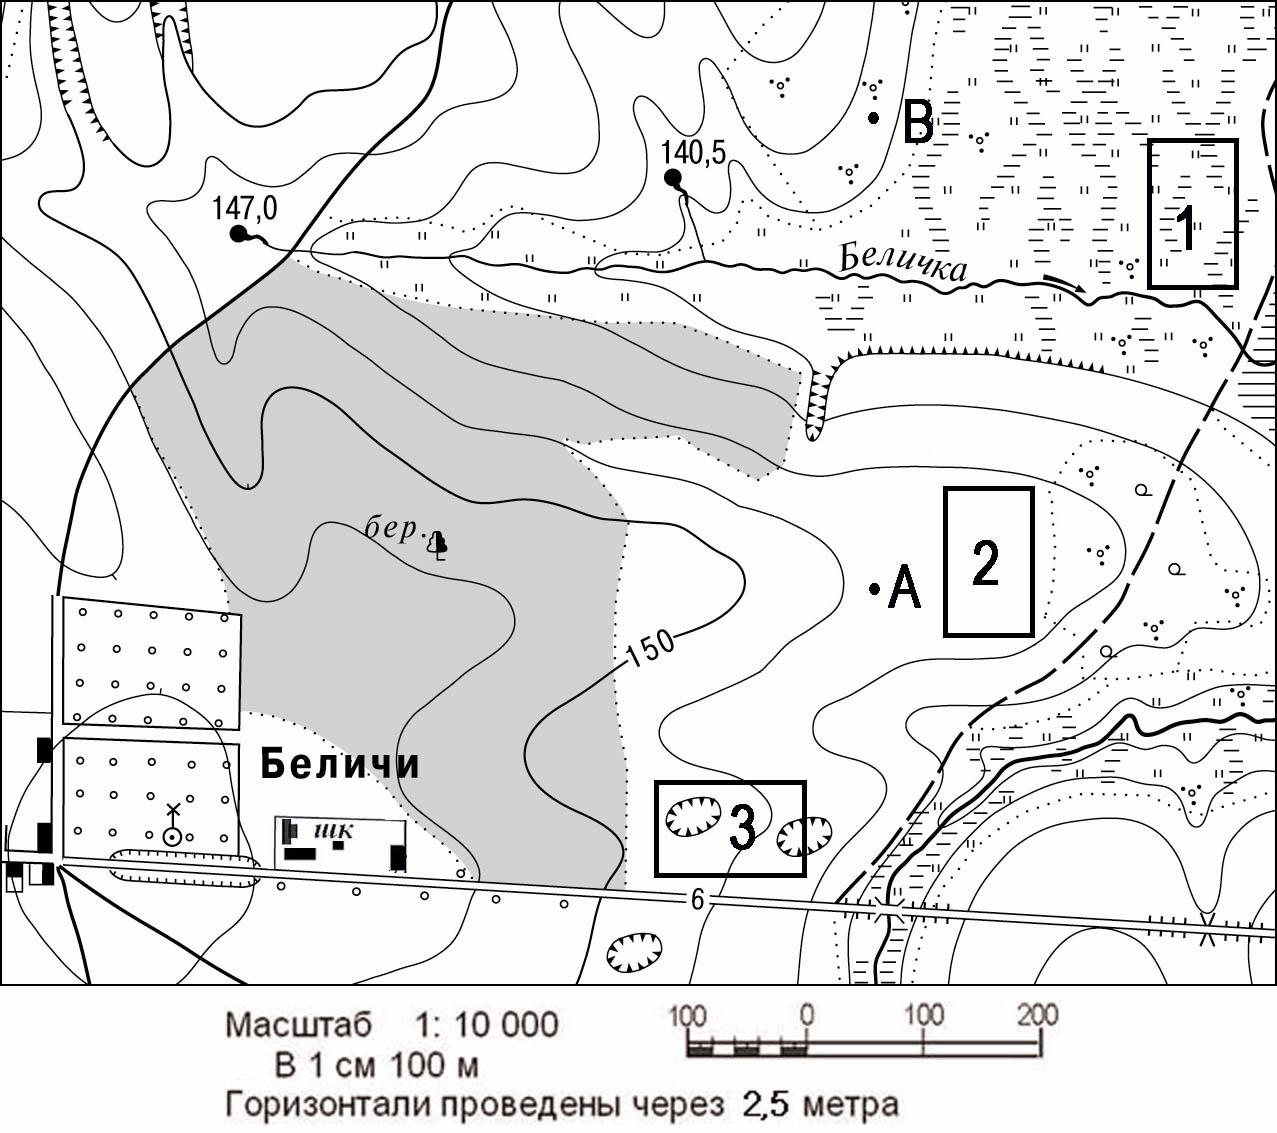 В
140,5
147,0
1
Беличка
бер.
2
А
150
Беличи
шк
3
6
Масштаб 1: 10 000
100 0 100 200
В 1 см 100 м
Горизонтали проведены через 2,5 метра